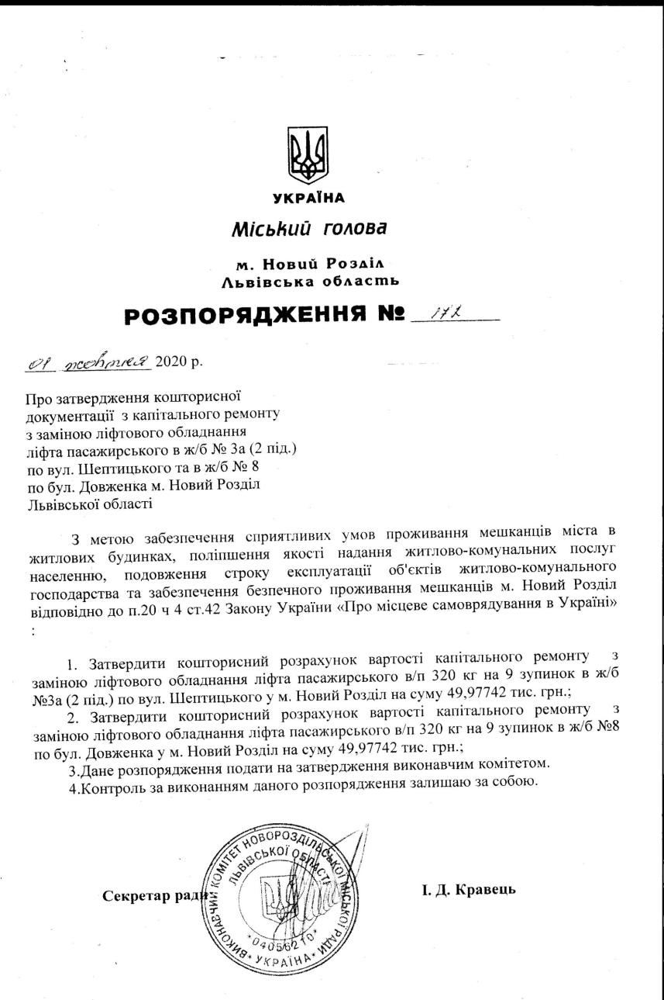 УКРАЇНА
Міський голова
м. Новий Розділ
Львівська область
РОЗПОРЯДЖЕННЯ № 172
01 жовтня 2020 р.
Про затвердження кошторисної
документації з капітального ремонту
з заміною ліфтового обладнання
ліфта пасажирського в ж/б № 3а (2 під.)
по вул. Шептицького та в ж/б № 8
по бул. Довженка м. Новий Розділ
Львівської області
З метою забезпечення сприятливих умов проживання мешканців міста в
житлових будинках, поліпшення якості надання житлово-комунальних послуг
населенню, подовження строку експлуатації об'єктів житлово-комунального
господарства та забезпечення безпечного проживання мешканців м. Новий Розділ
відповідно до п.20 ч 4 ст.42 Закону України «Про місцеве самоврядування в Україні»
:
1. Затвердити кошторисний розрахунок вартості капітального ремонту з
заміною ліфтового обладнання ліфта пасажирського в/п 320 кг на 9 зупинок в ж/б
№3а (2 під.) по вул. Шептицького у м. Новий Розділ на суму 49,97742 тис. грн.;
2. Затвердити кошторисний розрахунок вартості капітального ремонту з
заміною ліфтового обладнання ліфта пасажирського в/п 320 кг на 9 зупинок в ж/б №8
по бул. Довженка у м. Новий Розділ на суму 49,97742 тис. грн.;
3.Дане розпорядження подати на затвердження виконавчим комітетом.
4.Контроль за виконанням даного розпорядження залишаю за собою.
Секретар ради
І. Д. Кравець
ВИКОНАВЧИЙ КОМІТЕТ НОВОРОЗДІЛЬСЬКОЇ МІСЬКОЇ РАДИ
ЛЬВІВСЬКОЇ ОБЛАСТІ
*04056210*
* УКРАЇНА *